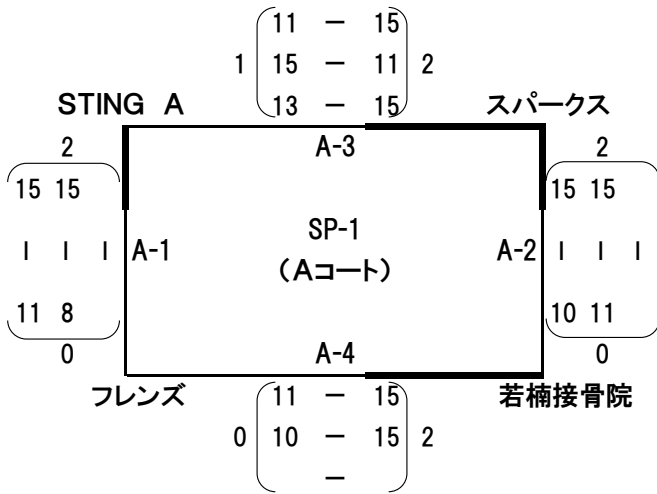 11 － 15
1 15 － 11 2
13 － 15
STING A スパークス
A-3
2 2
15 15 15 15
SP-1
| | | A-1 A-2 | | |
（Aコート）
11 8 10 11
0 A-4 0
フレンズ 若楠接骨院
11 － 15
0 10 － 15 2
－